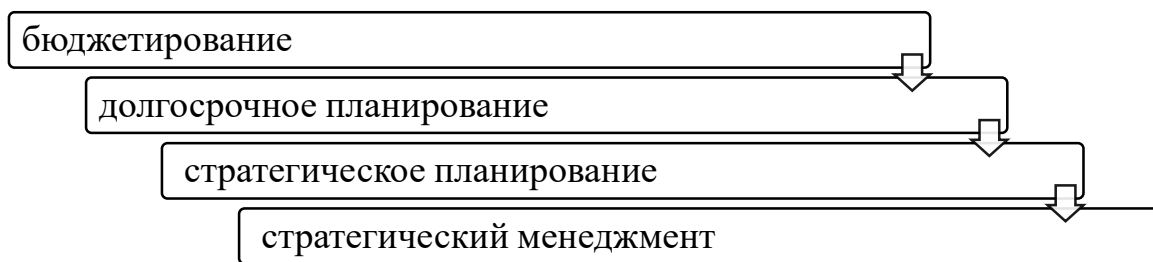 бюджетирование
долгосрочное планирование
стратегическое планирование
стратегический менеджмент